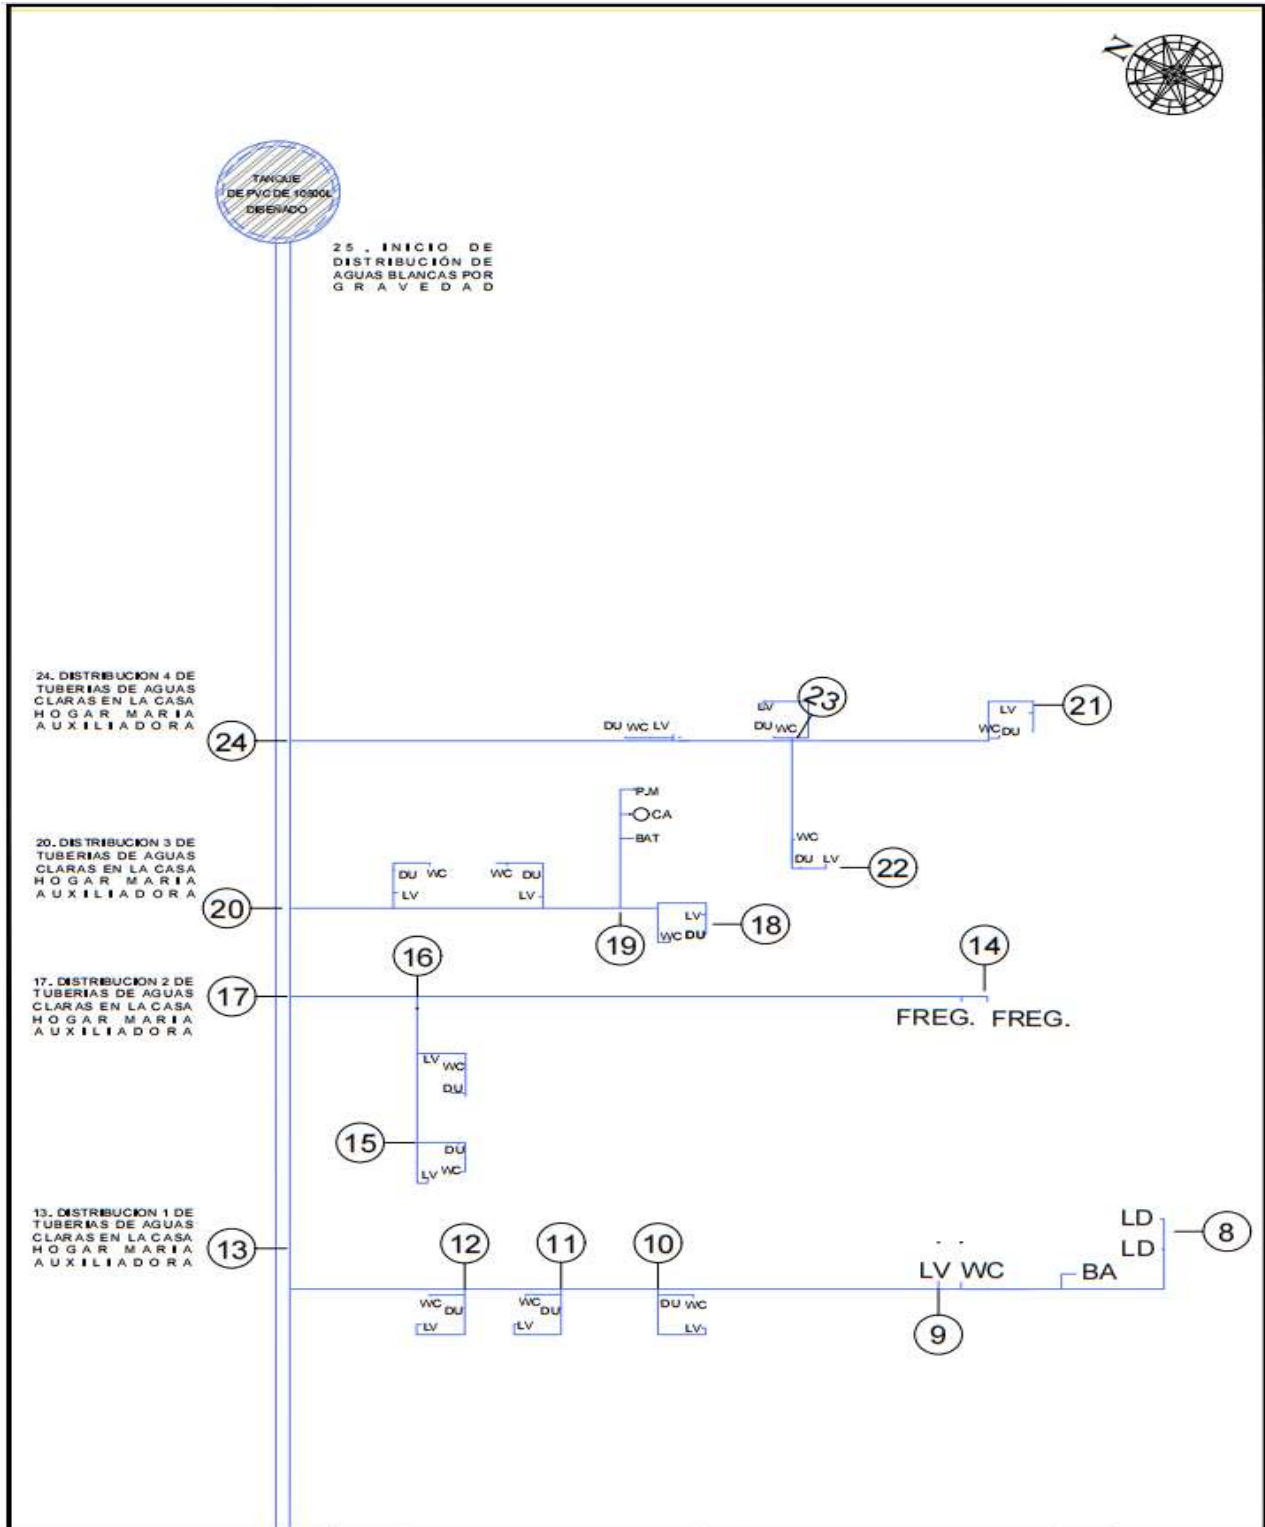 N
TANQUE
DE PVC DE 10500L
DISEÑADO
25 . INICIO DE
DISTRIBUCIÓN DE
AGUAS BLANCAS POR
GRAVEDAD
24. DISTRIBUCION 4 DE
TUBERIAS DE AGUAS
CLARAS EN LA CASA
HOGAR MARIA
AUXILIADORA
24
DU WC LV
LV
DU WC
23
LV
WC DU
21
P.M
CA
BAT
WC
DU LV
22
20. DISTRIBUCION 3 DE
TUBERIAS DE AGUAS
CLARAS EN LA CASA
HOGAR MARIA
AUXILIADORA
20
DU WC
LV
WC DU
LV
19
LV
WC DU
18
17. DISTRIBUCION 2 DE
TUBERIAS DE AGUAS
CLARAS EN LA CASA
HOGAR MARIA
AUXILIADORA
17
16
14
FREG. FREG.
LV WC
DU
15
DU
LV WC
13. DISTRIBUCION 1 DE
TUBERIAS DE AGUAS
CLARAS EN LA CASA
HOGAR MARIA
AUXILIADORA
13
12
11
10
LD
LD
8
LV WC
BA
WC DU
LV
WC DU
LV
DU WC
LV
9